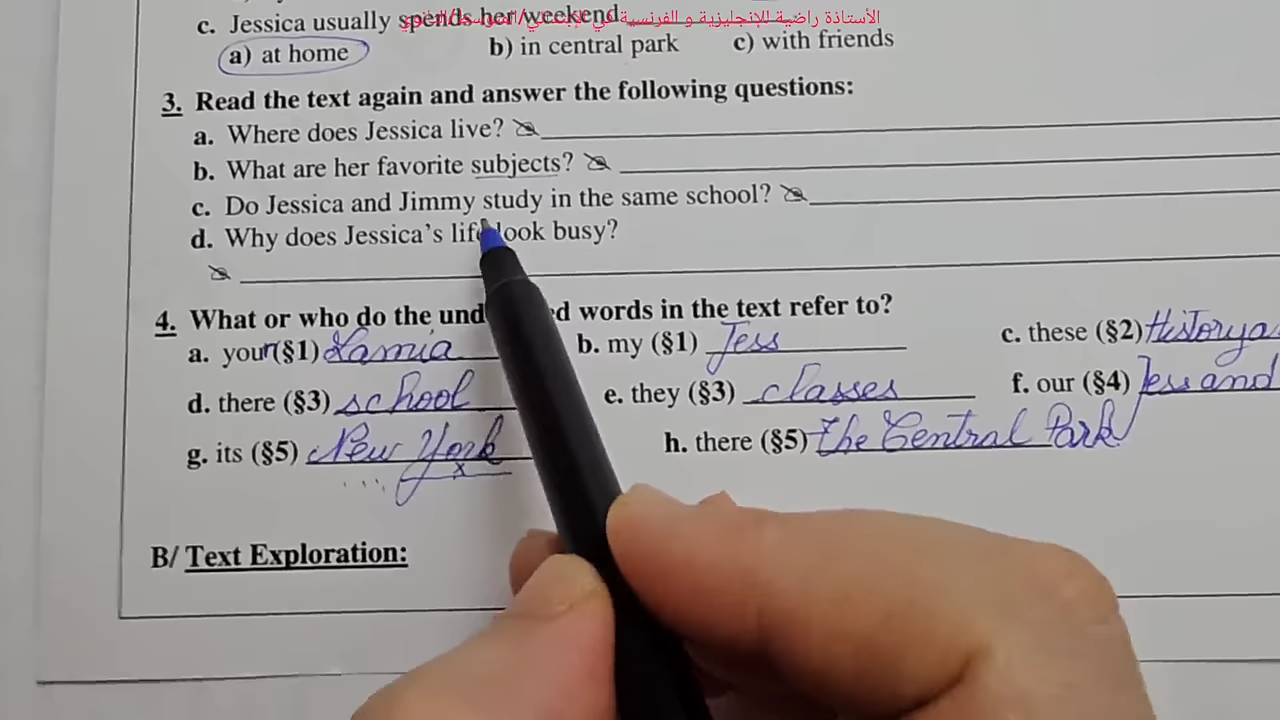 الأستاذة راضية للإنجليزية و الفرنسية في
c. Jessica usually spends her weekend
a) at home b) in central park c) with friends
3. Read the text again and answer the following questions:
a. Where does Jessica live?
b. What are her favorite subjects?
c. Do Jessica and Jimmy study in the same school?
d. Why does Jessica's life look busy?
4. What or who do the und d words in the text refer to?
a. your (§1) Lamia b. my (§1) Jess c. these (§2) History a
d. there (§3) school e. they (§3) classes f. our (§4) Jess and
g. its (§5) New York h. there (§5) the Central Park
B/ Text Exploration: